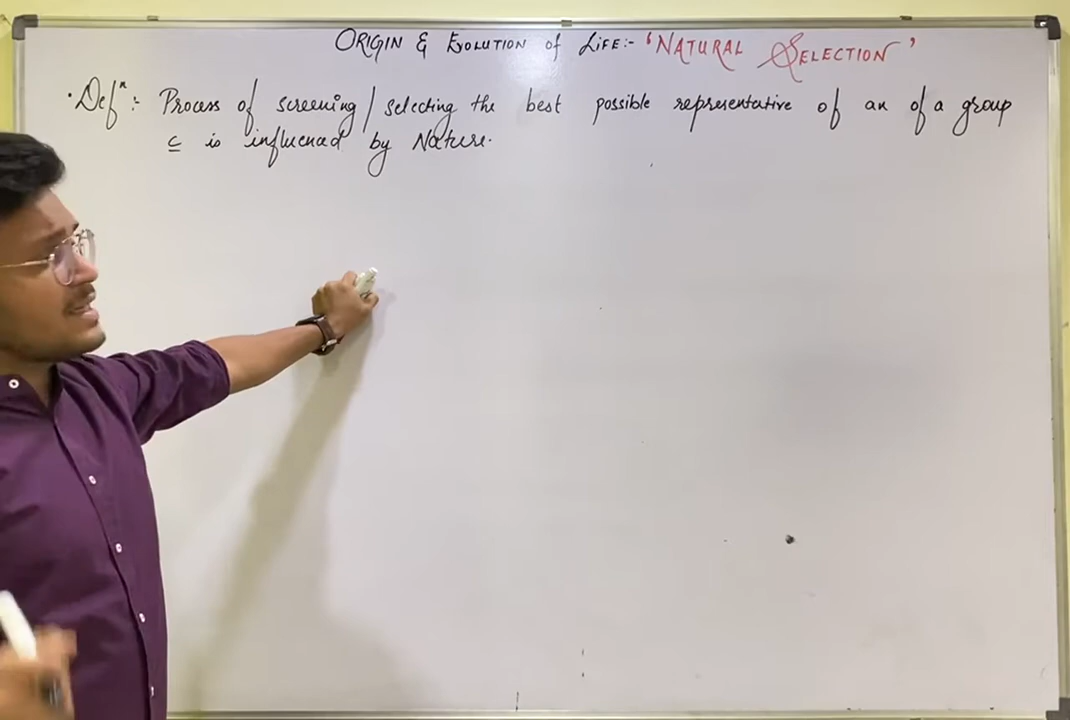 ORIGIN & EVOLUTION of LIFE:- 'NATURAL SELECTION'
• Defⁿ:- Process of screening / selecting the best possible representative of an of a group
c̲ is influenced by Nature.